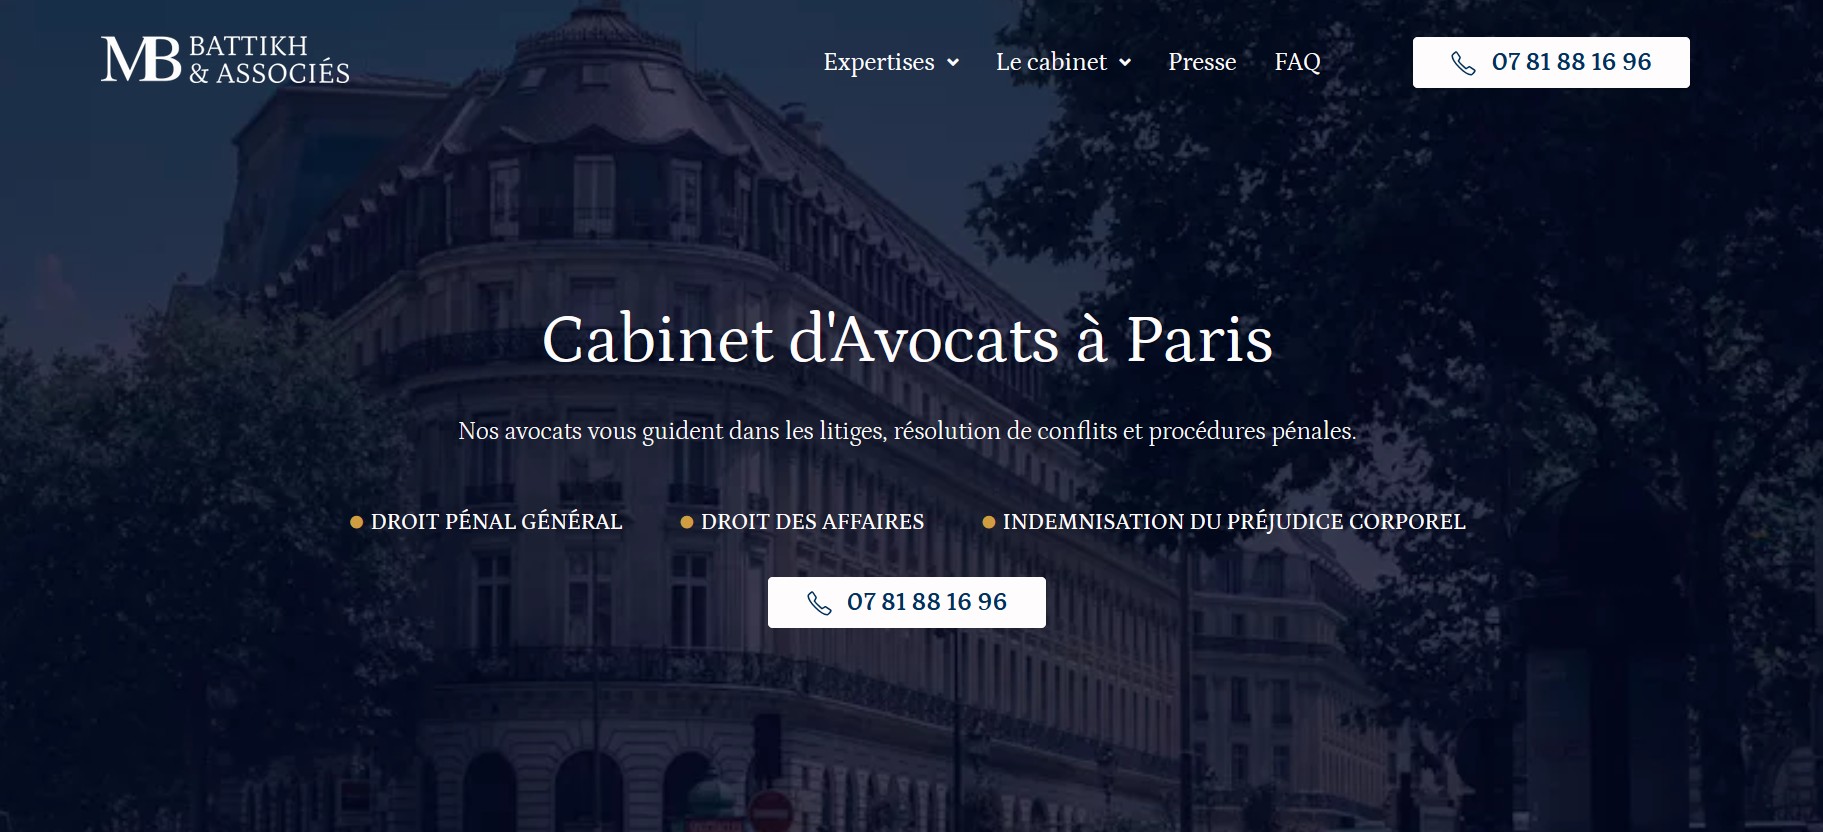 MB BATTIKH
& ASSOCIÉS
Expertises
Le cabinet
Presse
FAQ
07 81 88 16 96
Cabinet d'Avocats à Paris
Nos avocats vous guident dans les litiges, résolution de conflits et procédures pénales.
DROIT PÉNAL GÉNÉRAL
DROIT DES AFFAIRES
INDEMNISATION DU PRÉJUDICE CORPOREL
07 81 88 16 96